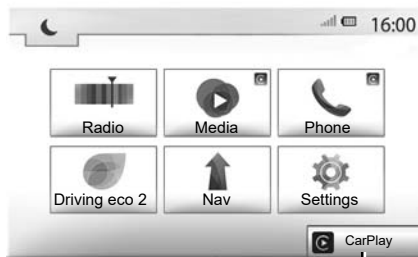 16:00
Radio
Media
Phone
Driving eco 2
Nav
Settings
CarPlay